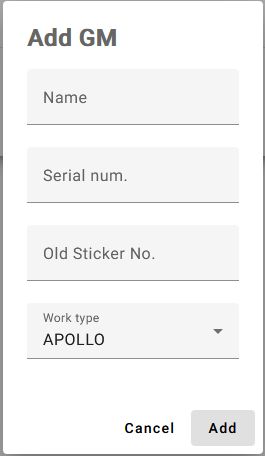 Add GM
Name
Serial num.
Old Sticker No.
Work type
APOLLO
Cancel
Add